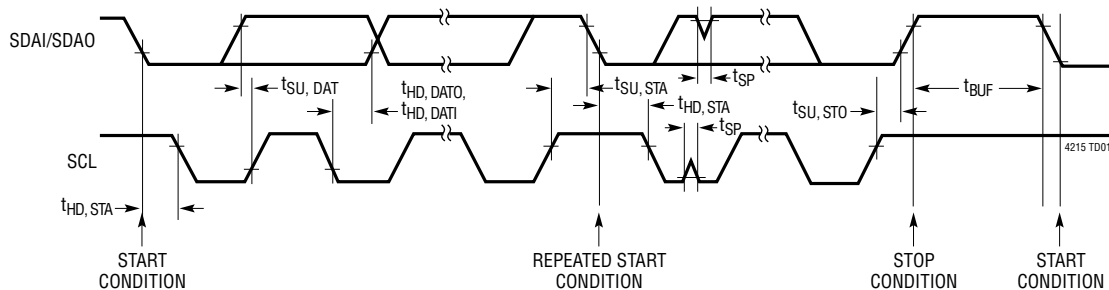 SDAI/SDAO
tSU, DAT
tHD, DATO,
tHD, DATI
tSU, STA
tHD, STA
tSP
tSP
tSU, STO
tBUF
SCL
4215 TD01
tHD, STA
START
CONDITION
REPEATED START
CONDITION
STOP
CONDITION
START
CONDITION